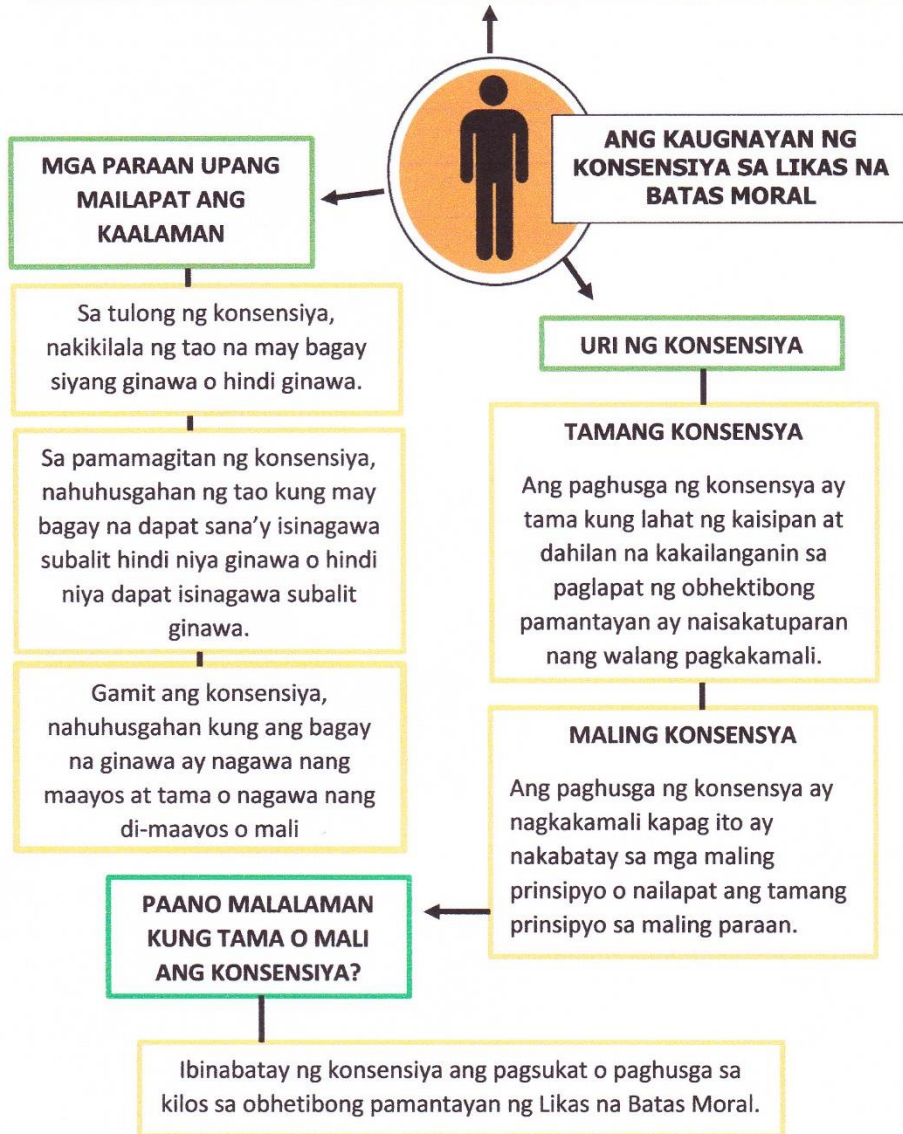 ANG KAUGNAYAN NG
KONSENSIYA SA LIKAS NA
BATAS MORAL
MGA PARAAN UPANG
MAILAPAT ANG
KAALAMAN
Sa tulong ng konsensiya,
nakikilala ng tao na may bagay
siyang ginawa o hindi ginawa.
Sa pamamagitan ng konsensiya,
nahuhusgahan ng tao kung may
bagay na dapat sana'y isinagawa
subalit hindi niya ginawa o hindi
niya dapat isinagawa subalit
ginawa.
Gamit ang konsensiya,
nahuhusgahan kung ang bagay
na ginawa ay nagawa nang
maayos at tama o nagawa nang
di-maavos o mali
URI NG KONSENSIYA
TAMANG KONSENSYA
Ang paghusga ng konsensya ay
tama kung lahat ng kaisipan at
dahilan na kakailanganin sa
paglapat ng obhektibong
pamantayan ay naisakatuparan
nang walang pagkakamali.
MALING KONSENSYA
Ang paghusga ng konsensya ay
nagkakamali kapag ito ay
nakabatay sa mga maling
prinsipyo o nailapat ang tamang
prinsipyo sa maling paraan.
PAANO MALALAMAN
KUNG TAMA O MALI
ANG KONSENSIYA?
Ibinabatay ng konsensiya ang pagsukat o paghusga sa
kilos sa obhetibong pamantayan ng Likas na Batas Moral.